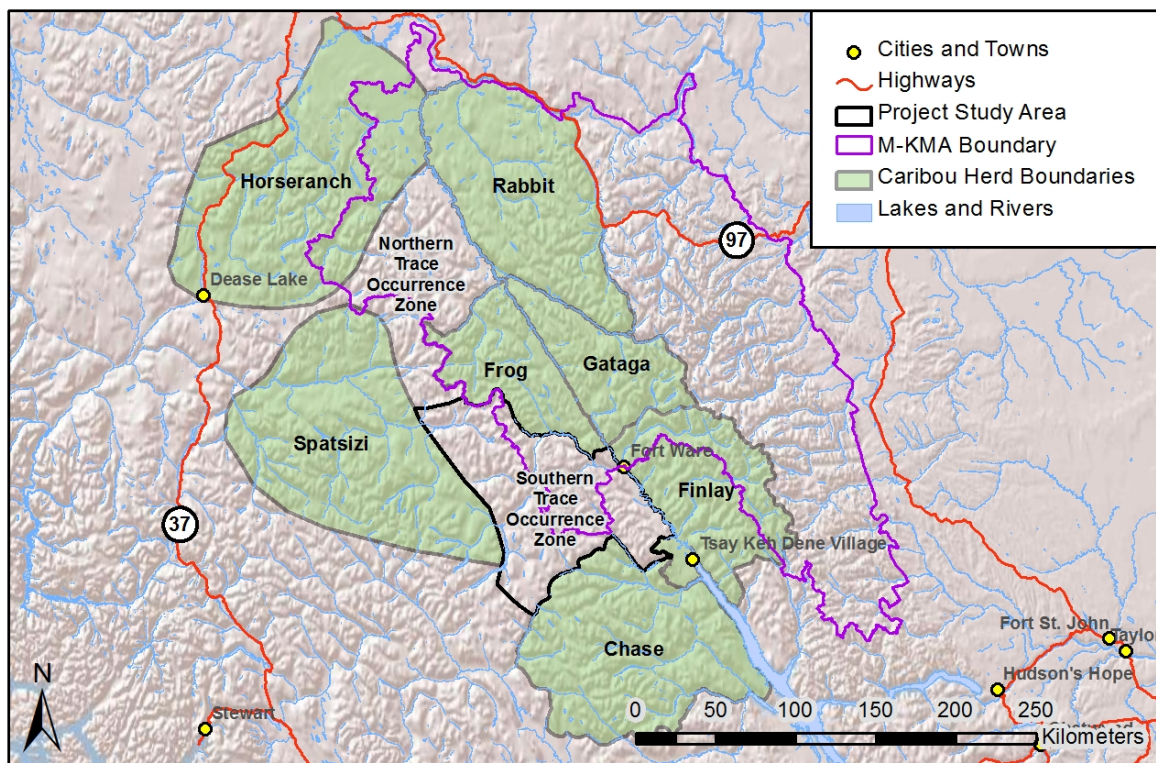 Cities and Towns
Highways
Project Study Area
M-KMA Boundary
Caribou Herd Boundaries
Lakes and Rivers
Horseranch
Rabbit
97
Northern
Trace
Occurrence
Zone
Dease Lake
Frog
Gataga
Spatsizi
Fort Ware
Southern
Trace
Occurrence
Zone
Finlay
37
Tsay Keh Dene Village
Chase
Fort St. John
Taylor
Hudson's Hope
N
Stewart
0 50 100 150 200 250
Kilometers